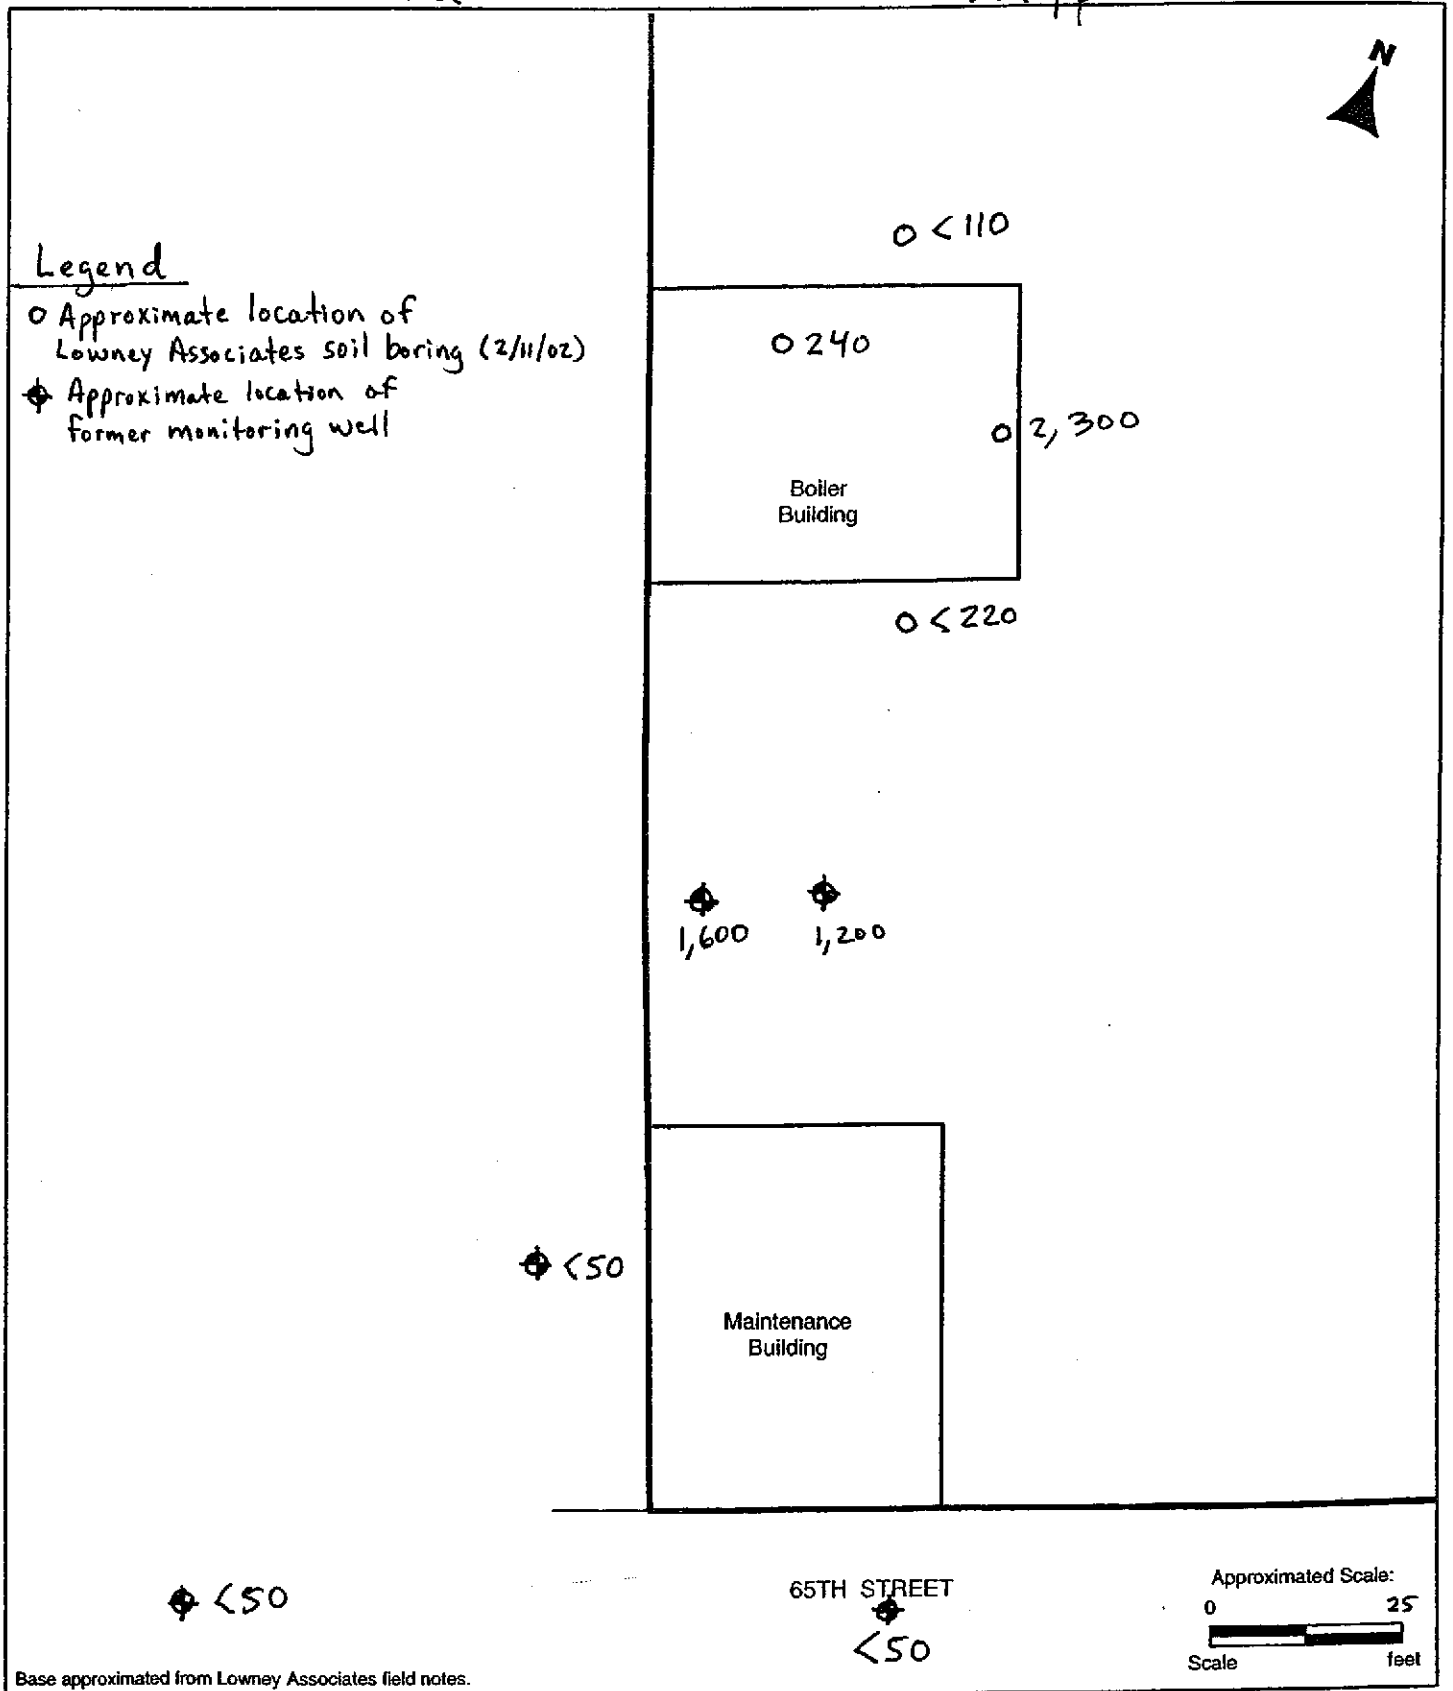 N
O < 110
Legend
O Approximate location of
Lowney Associates soil boring (2/11/02)
Approximate location of
former monitoring well
O 240
O 2,300
Boiler
Building
O < 220
1,600
1,200
<50
Maintenance
Building
<50
65TH STREET
<50
Approximated Scale:
0 25
Scale feet
Base approximated from Lowney Associates field notes.